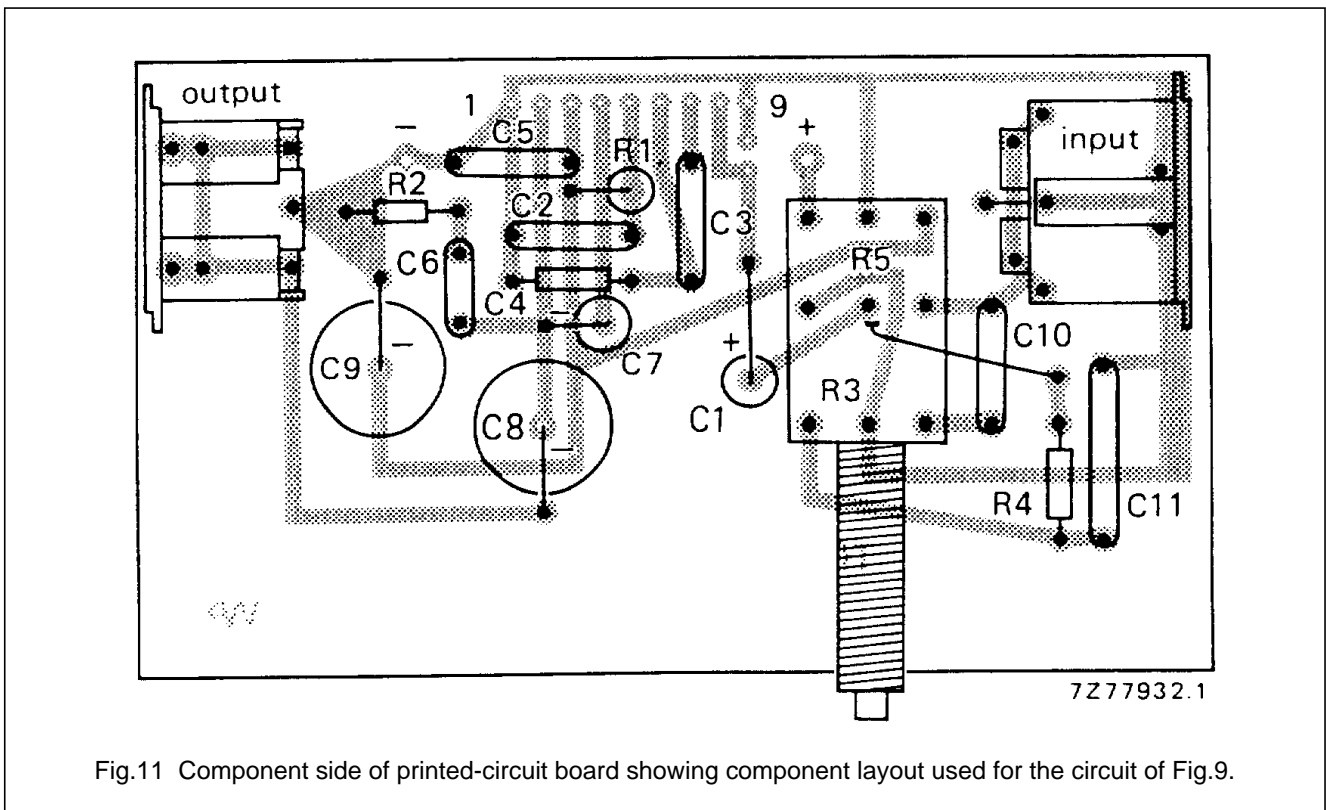 output
1
−
9
+
input
C5
R1
R2
C2
C3
R5
C6
C4
−
C10
C9
−
C7
+
C1
R3
C8
−
R4
C11
7Z77932.1
Fig.11 Component side of printed-circuit board showing component layout used for the circuit of Fig.9.